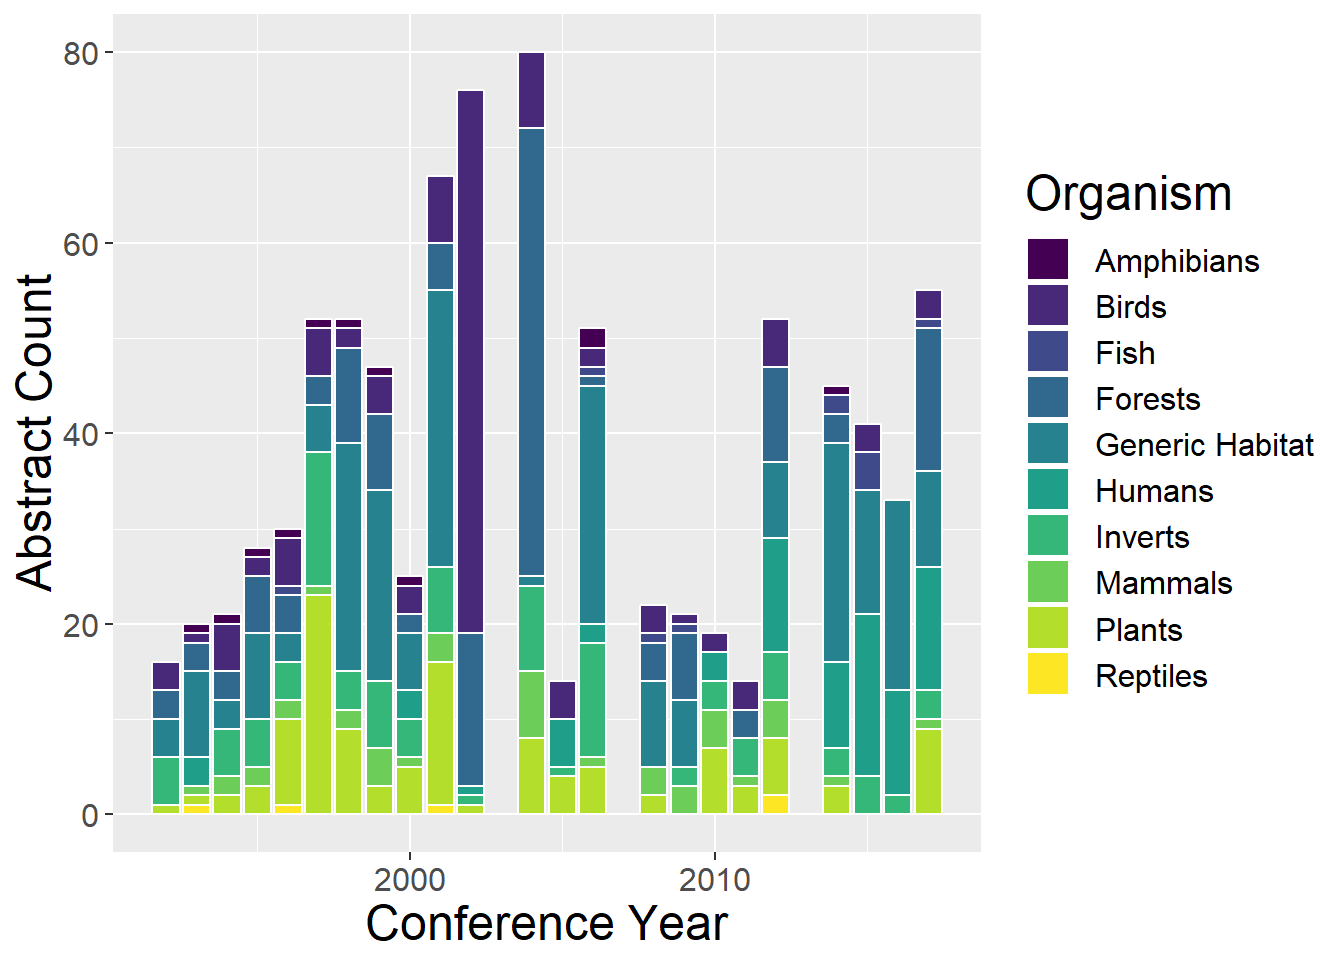 80
60
40
20
0
Abstract Count
2000
2010
Conference Year
Organism
Amphibians
Birds
Fish
Forests
Generic Habitat
Humans
Inverts
Mammals
Plants
Reptiles